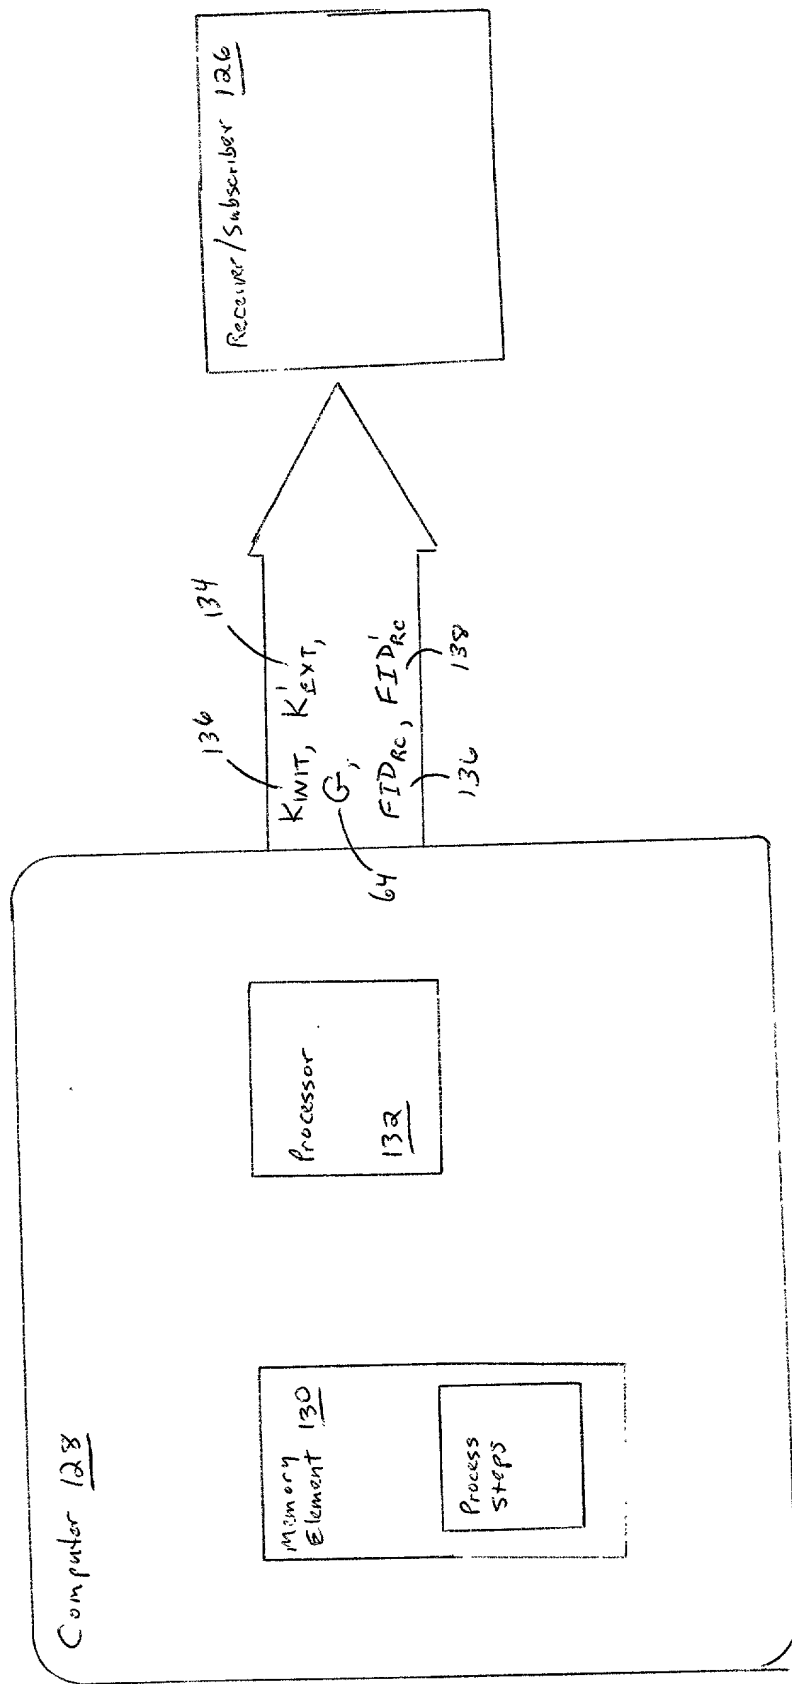 Computer 128
Memory
Element 130
Process
Steps
Processor
132
136
134
KINIT, K'EXT,
G,
64
FIDRC, FID'RC
136
138
Receiver/Subscriber 126